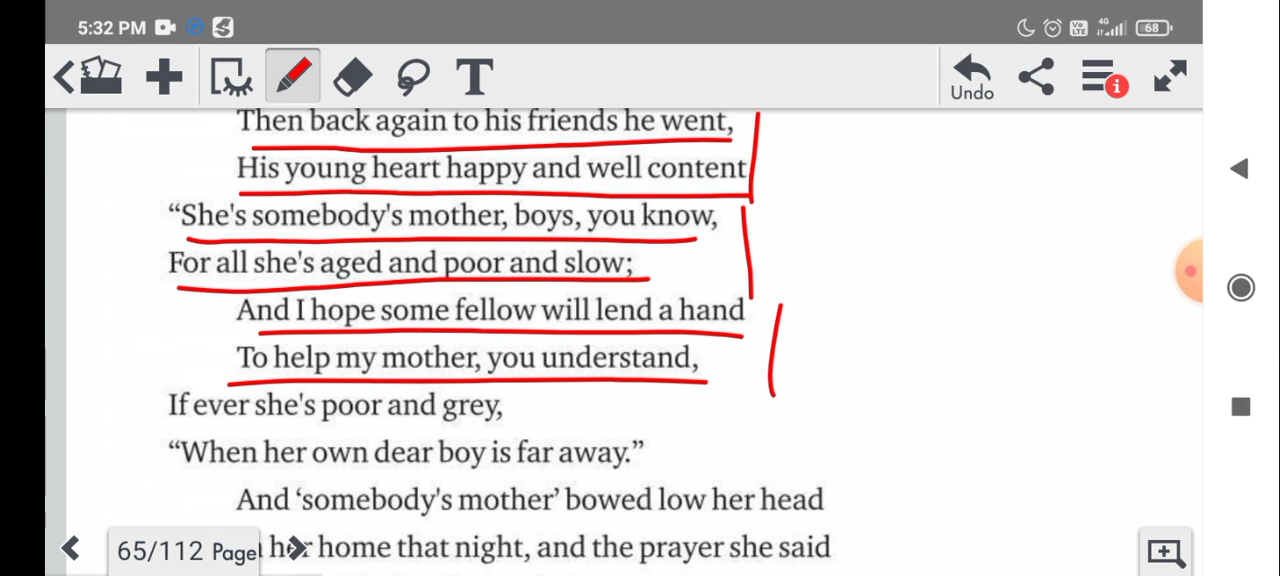 5:32 PM
4G
68
T
Undo
Then back again to his friends he went,
His young heart happy and well content
“She's somebody's mother, boys, you know,
For all she's aged and poor and slow;
And I hope some fellow will lend a hand
To help my mother, you understand,
If ever she's poor and grey,
“When her own dear boy is far away.”
And ‘somebody's mother’ bowed low her head
her home that night, and the prayer she said
65/112 Page